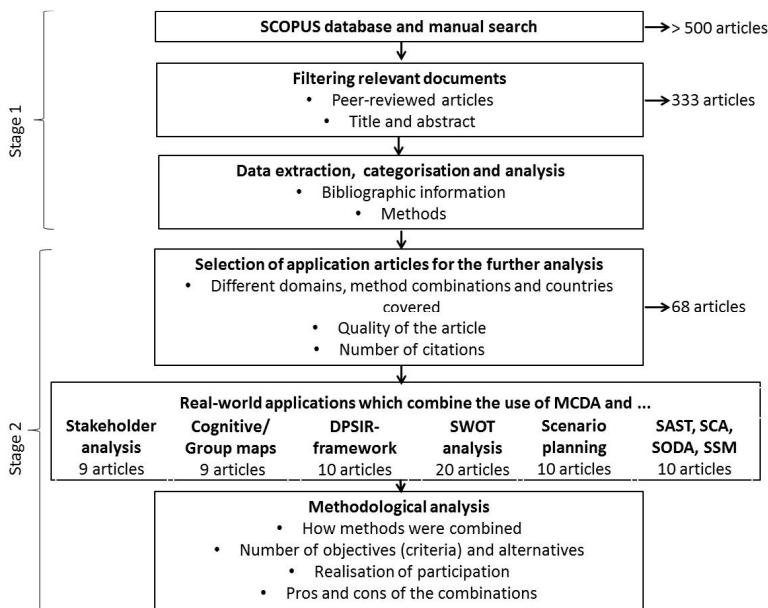 SCOPUS database and manual search
> 500 articles
Filtering relevant documents
• Peer-reviewed articles
• Title and abstract
333 articles
Stage 1
Data extraction, categorisation and analysis
• Bibliographic information
• Methods
Selection of application articles for the further analysis
• Different domains, method combinations and countries
covered
• Quality of the article
• Number of citations
68 articles
Stage 2
Real-world applications which combine the use of MCDA and ...
Stakeholder analysis 9 articles
Cognitive/ Group maps 9 articles
DPSIR- framework 10 articles
SWOT analysis 20 articles
Scenario planning 10 articles
SAST, SCA, SODA, SSM 10 articles
Methodological analysis
• How methods were combined
• Number of objectives (criteria) and alternatives
• Realisation of participation
• Pros and cons of the combinations